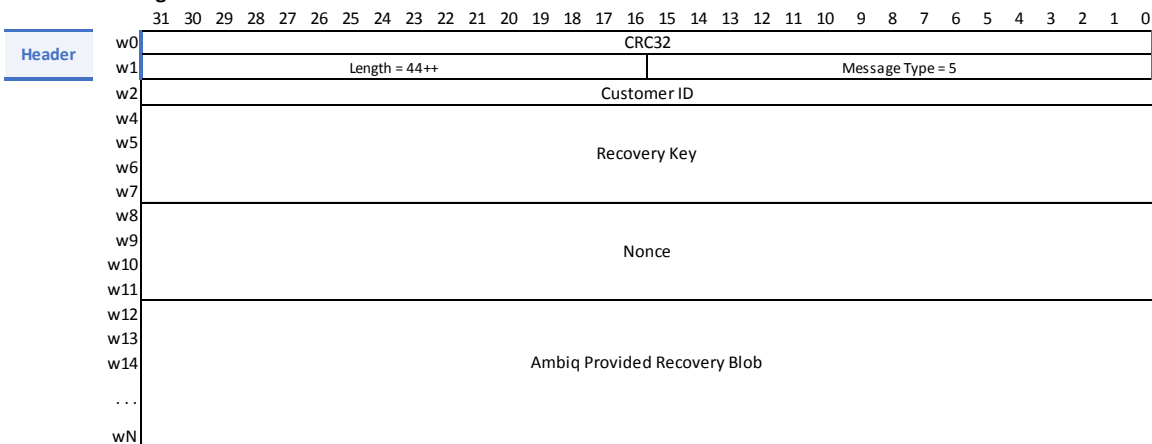 31 30 29 28 27 26 25 24 23 22 21 20 19 18 17 16 15 14 13 12 11 10 9 8 7 6 5 4 3 2 1 0
Header
w0 CRC32
w1 Length = 44++ Message Type = 5
w2 Customer ID
w4
w5
Recovery Key
w6
w7
w8
w9
Nonce
w10
w11
w12
w13
w14 Ambiq Provided Recovery Blob
...
wN